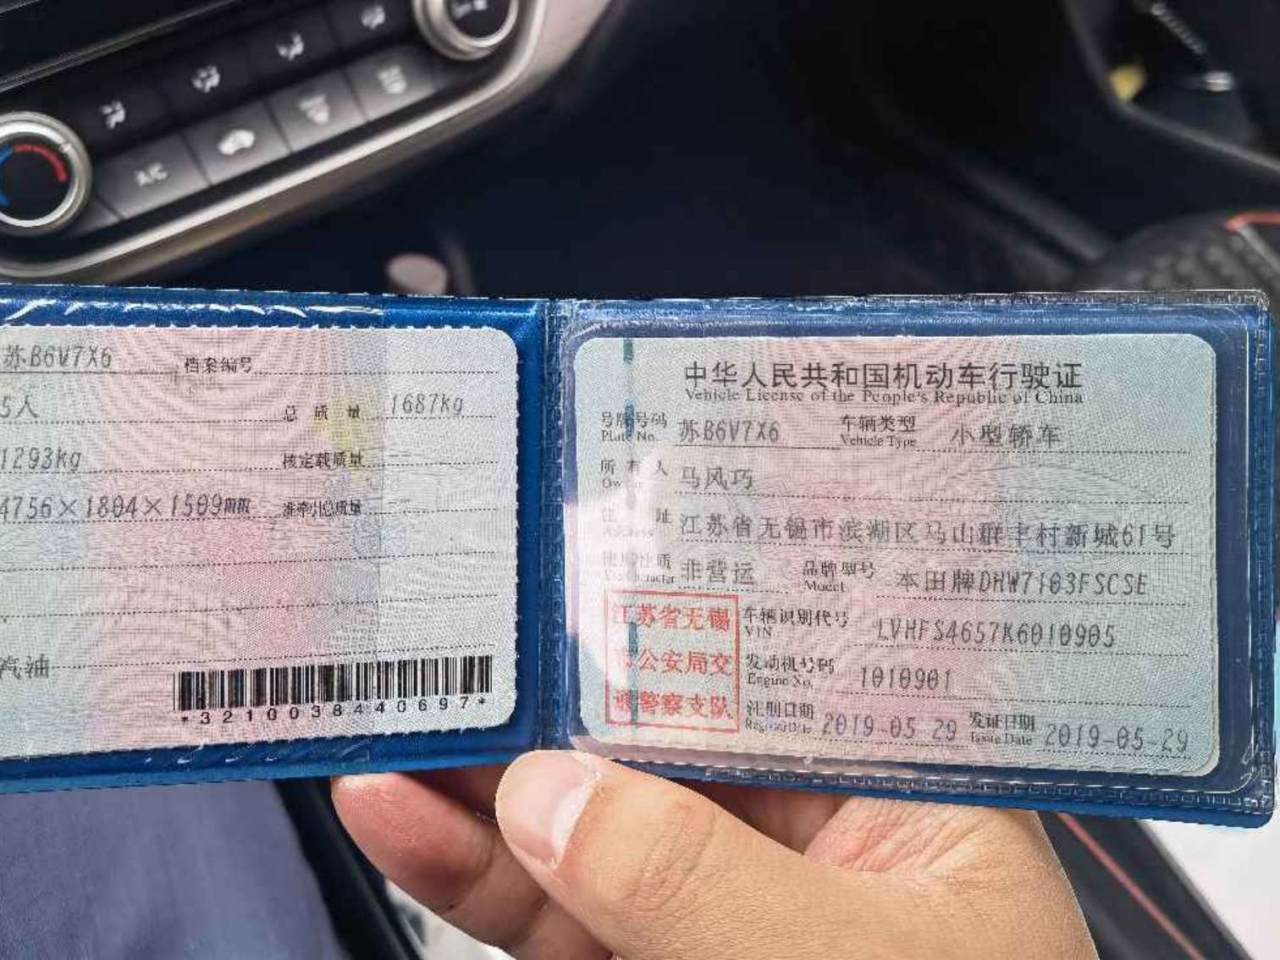 A/C
苏B6V7X6 档案编号
5人 总质量 1687kg
1293kg 核定载质量 --
4756×1804×1509mm 准牵引总质量 --
汽油
*3210038440697*
中华人民共和国机动车行驶证
Vehicle License of the People's Republic of China
号牌号码 苏B6V7X6 车辆类型 小型轿车
Plate No. Vehicle Type
所有人 马风巧
Owner
住址 江苏省无锡市滨湖区马山群丰村新城61号
Address
使用性质 非营运 品牌型号 本田牌DHW7103FSCSE
Use Character Model
江苏省无锡
市公安局交
通警察支队
车辆识别代号 LVHFS4657K6010905
VIN
发动机号码 1010901
Engine No.
注册日期 2019-05-29 发证日期 2019-05-29
Register Date Issue Date